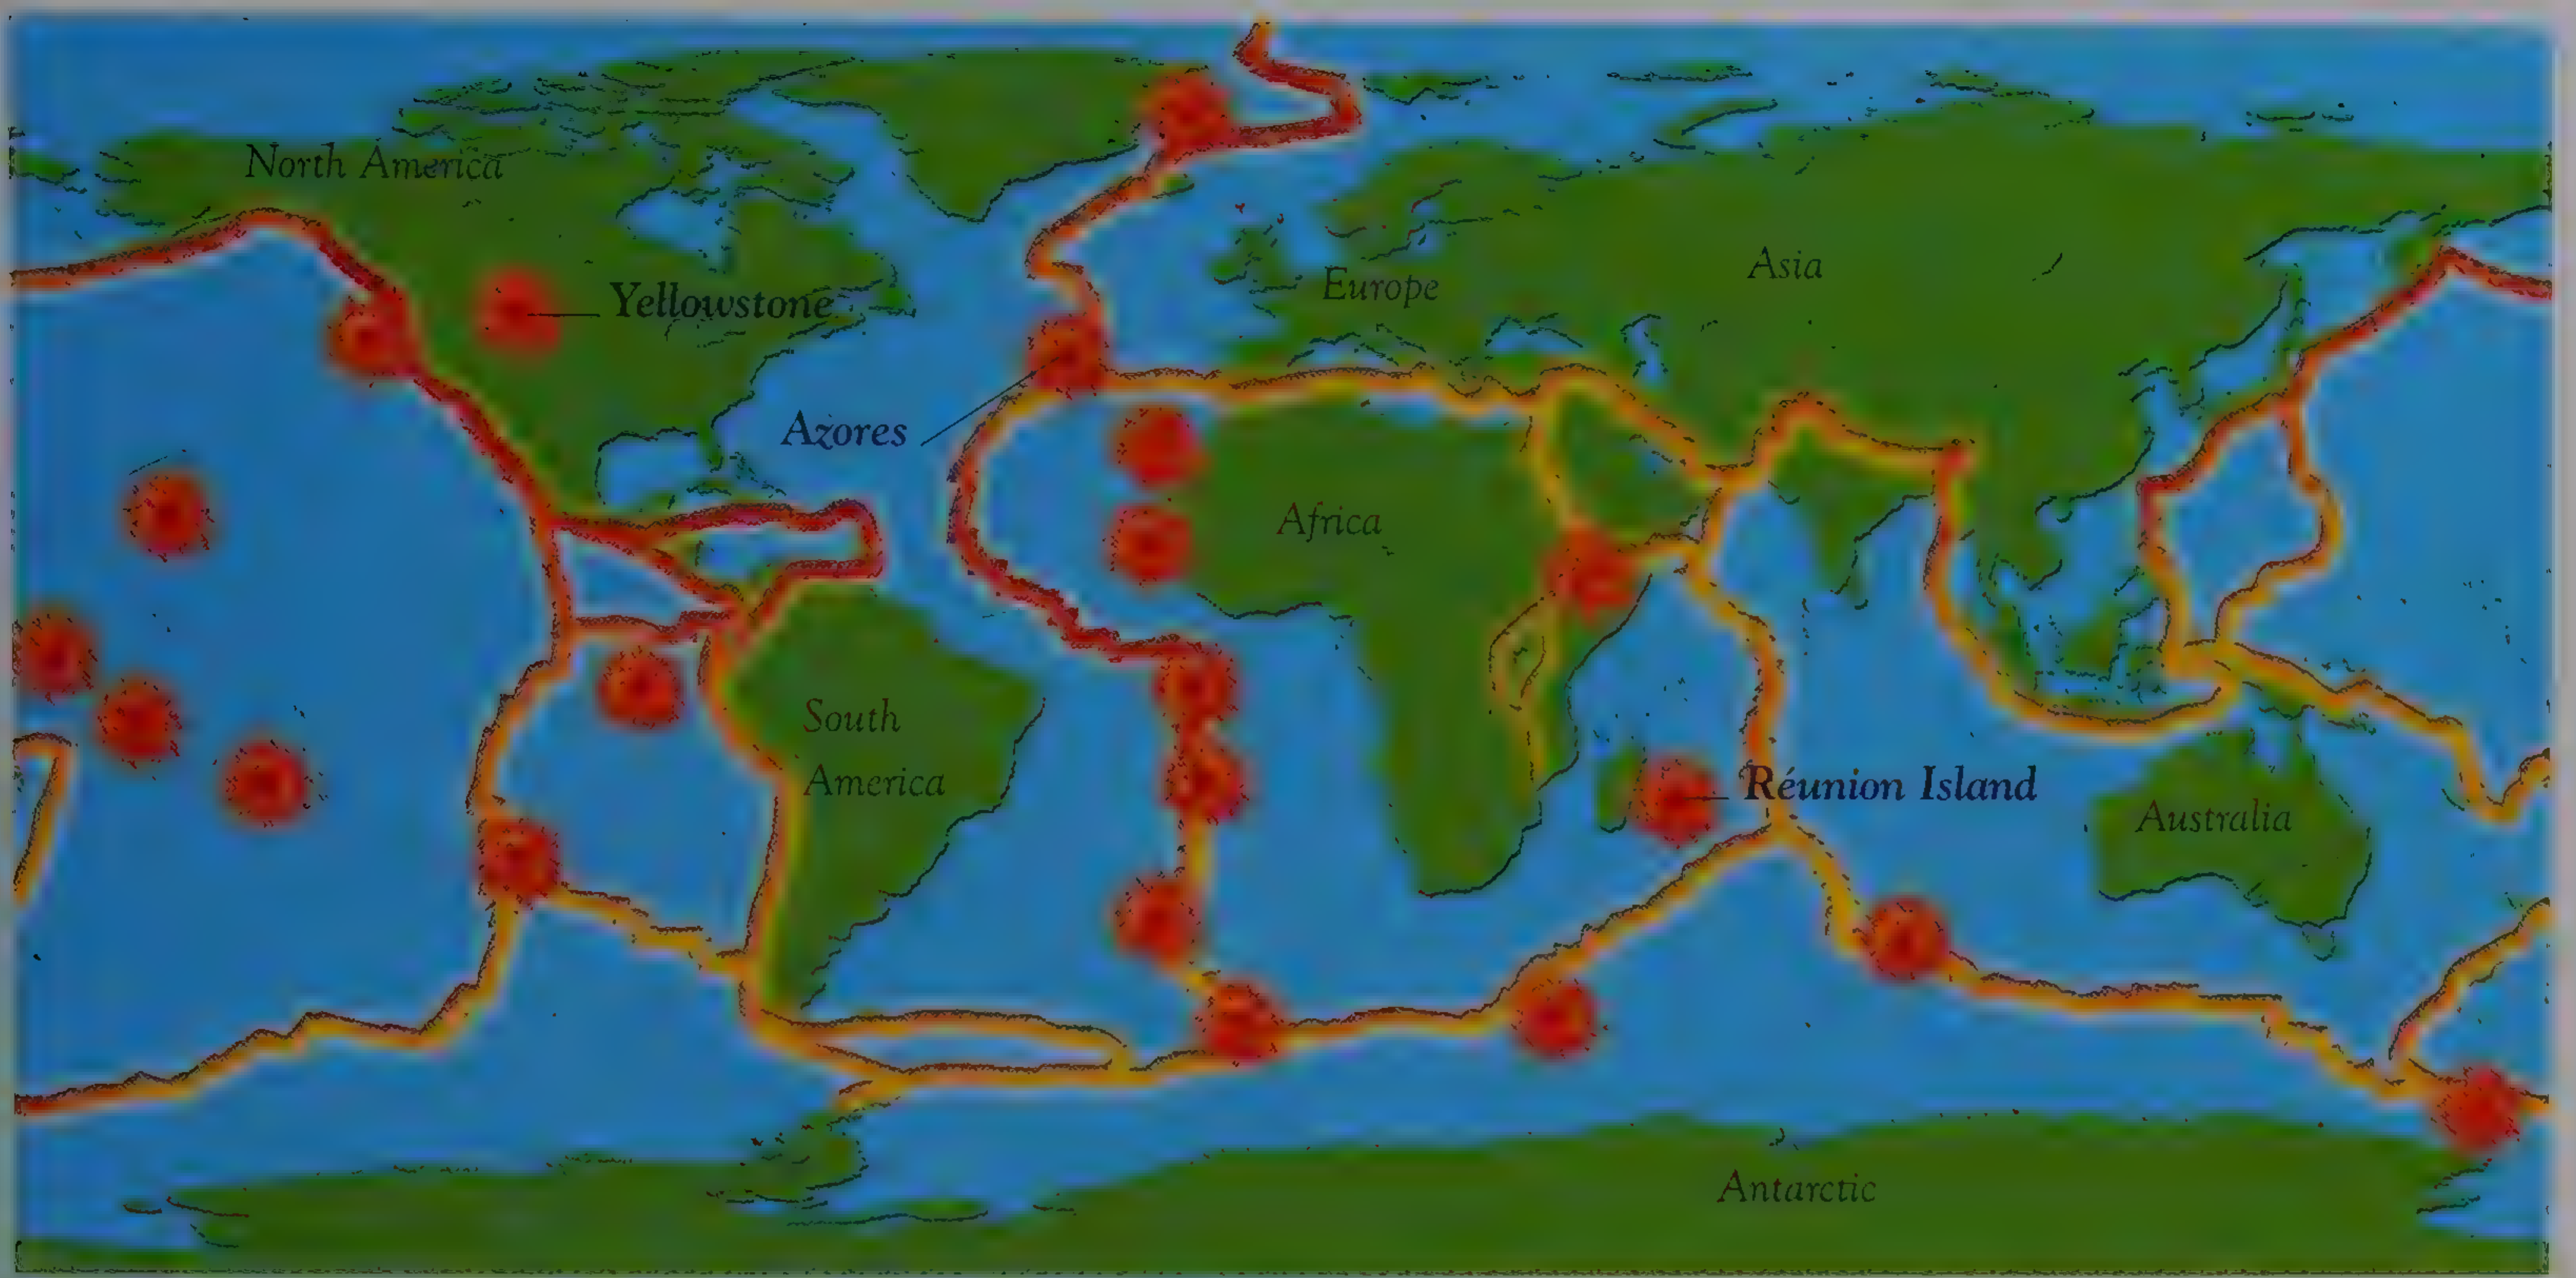 North America
Yellowstone
Europe
Asia
Azores
Africa
South
America
Réunion Island
Australia
Antarctic